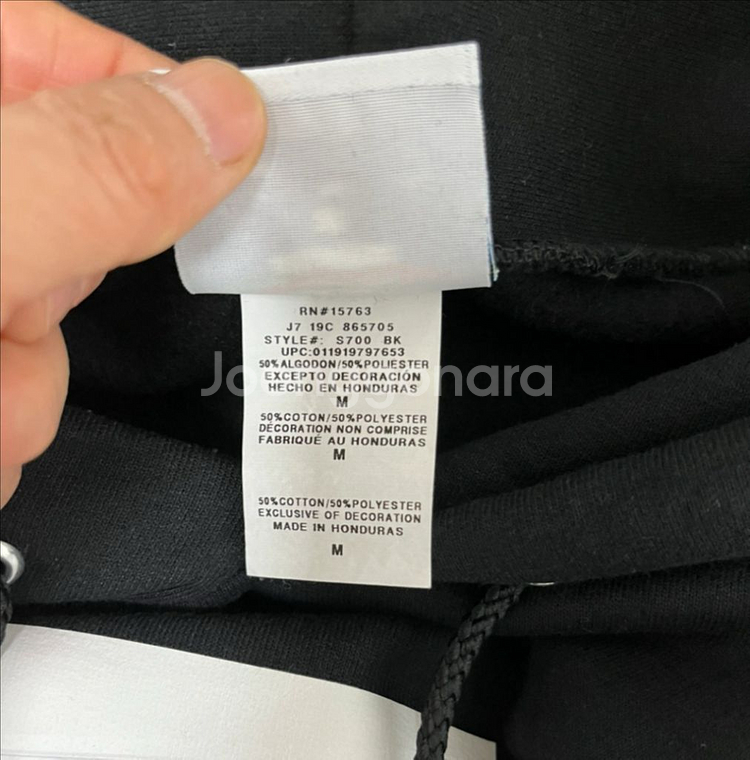 RN#15763
J7 19C 865705
STYLE#: S700 BK
UPC:011919797653
50%ALGODON/50%POLIESTER
EXCEPTO DECORACIÓN
HECHO EN HONDURAS
M
50%COTON/50%POLYESTER
DÉCORATION NON COMPRISE
FABRIQUÉ AU HONDURAS
M
50%COTTON/50%POLYESTER
EXCLUSIVE OF DECORATION
MADE IN HONDURAS
M
Joonggonara